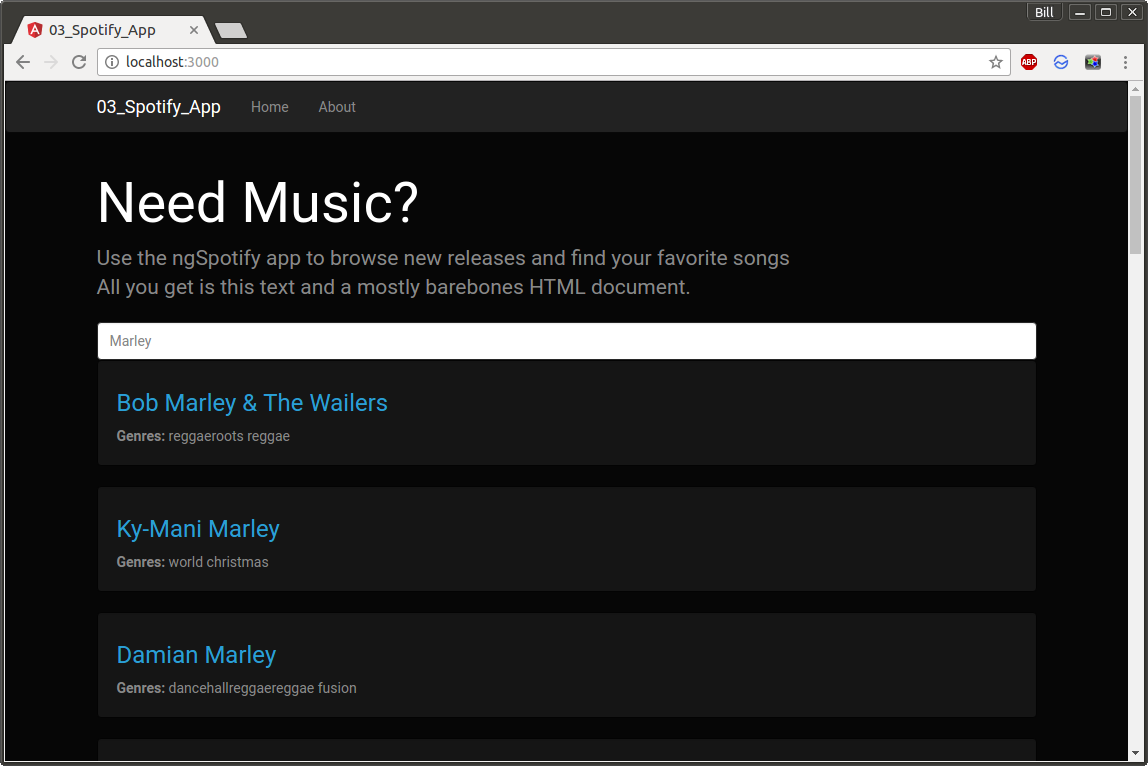 Bill
03_Spotify_App
localhost:3000
ABP
03_Spotify_App Home About
Need Music?
Use the ngSpotify app to browse new releases and find your favorite songs
All you get is this text and a mostly barebones HTML document.
Marley
Bob Marley & The Wailers
Genres: reggaeroots reggae
Ky-Mani Marley
Genres: world christmas
Damian Marley
Genres: dancehallreggaereggae fusion